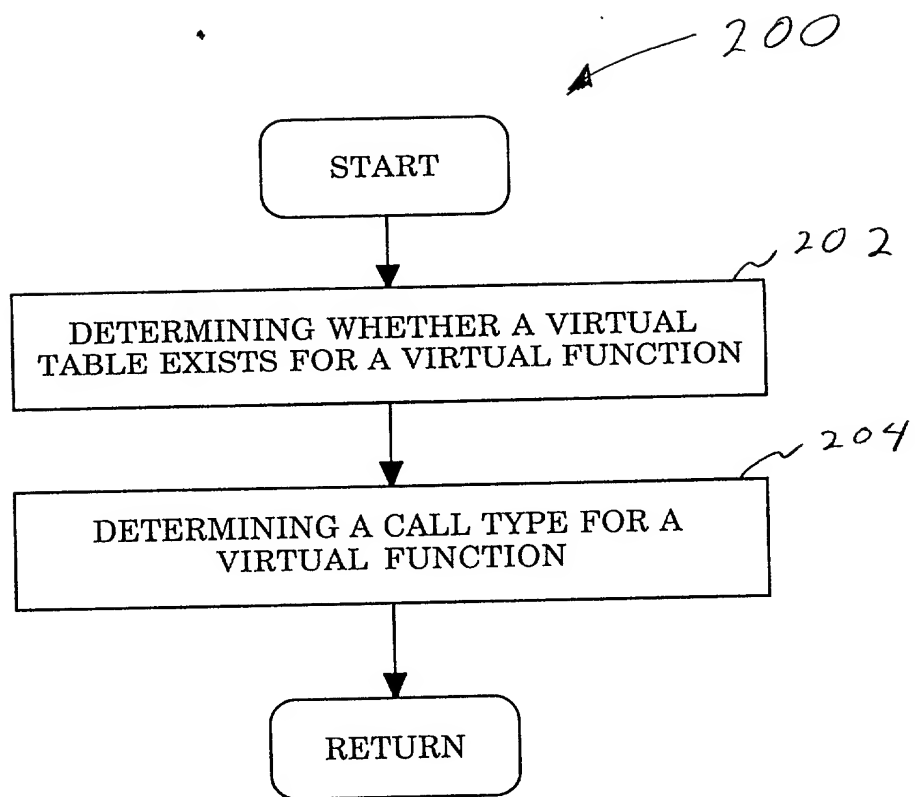 200
START
202
DETERMINING WHETHER A VIRTUAL
TABLE EXISTS FOR A VIRTUAL FUNCTION
204
DETERMINING A CALL TYPE FOR A
VIRTUAL FUNCTION
RETURN